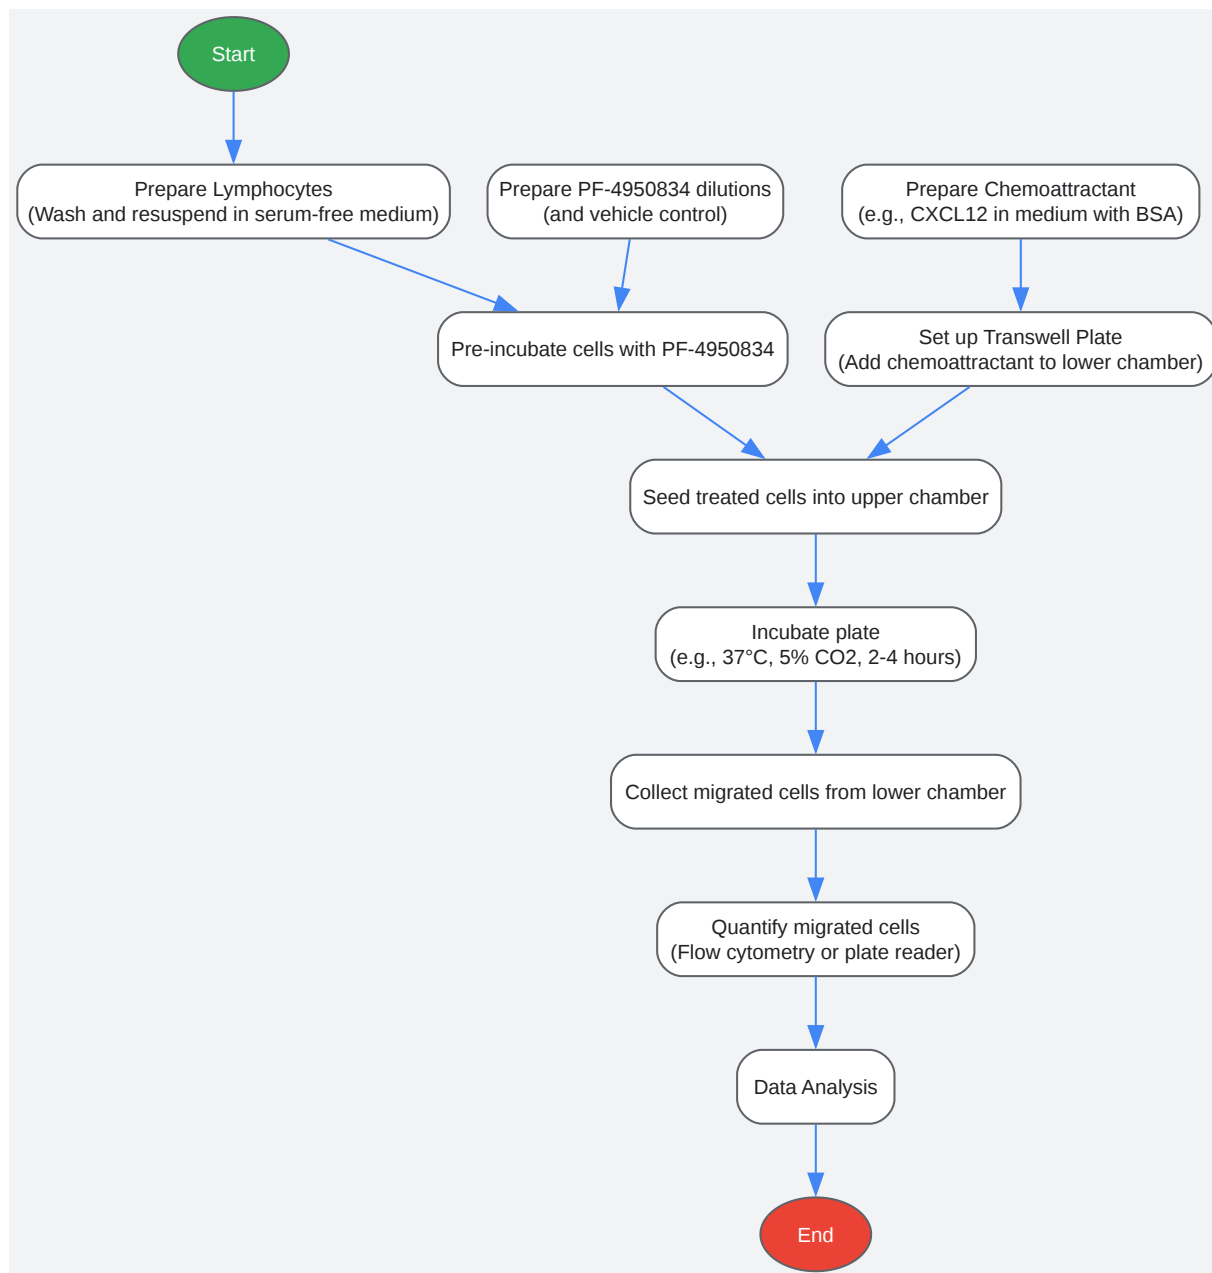 Start
Prepare Lymphocytes
(Wash and resuspend in serum-free medium)
Prepare PF-4950834 dilutions
(and vehicle control)
Prepare Chemoattractant
(e.g., CXCL12 in medium with BSA)
Pre-incubate cells with PF-4950834
Set up Transwell Plate
(Add chemoattractant to lower chamber)
Seed treated cells into upper chamber
Incubate plate
(e.g., 37°C, 5% CO2, 2-4 hours)
Collect migrated cells from lower chamber
Quantify migrated cells
(Flow cytometry or plate reader)
Data Analysis
End